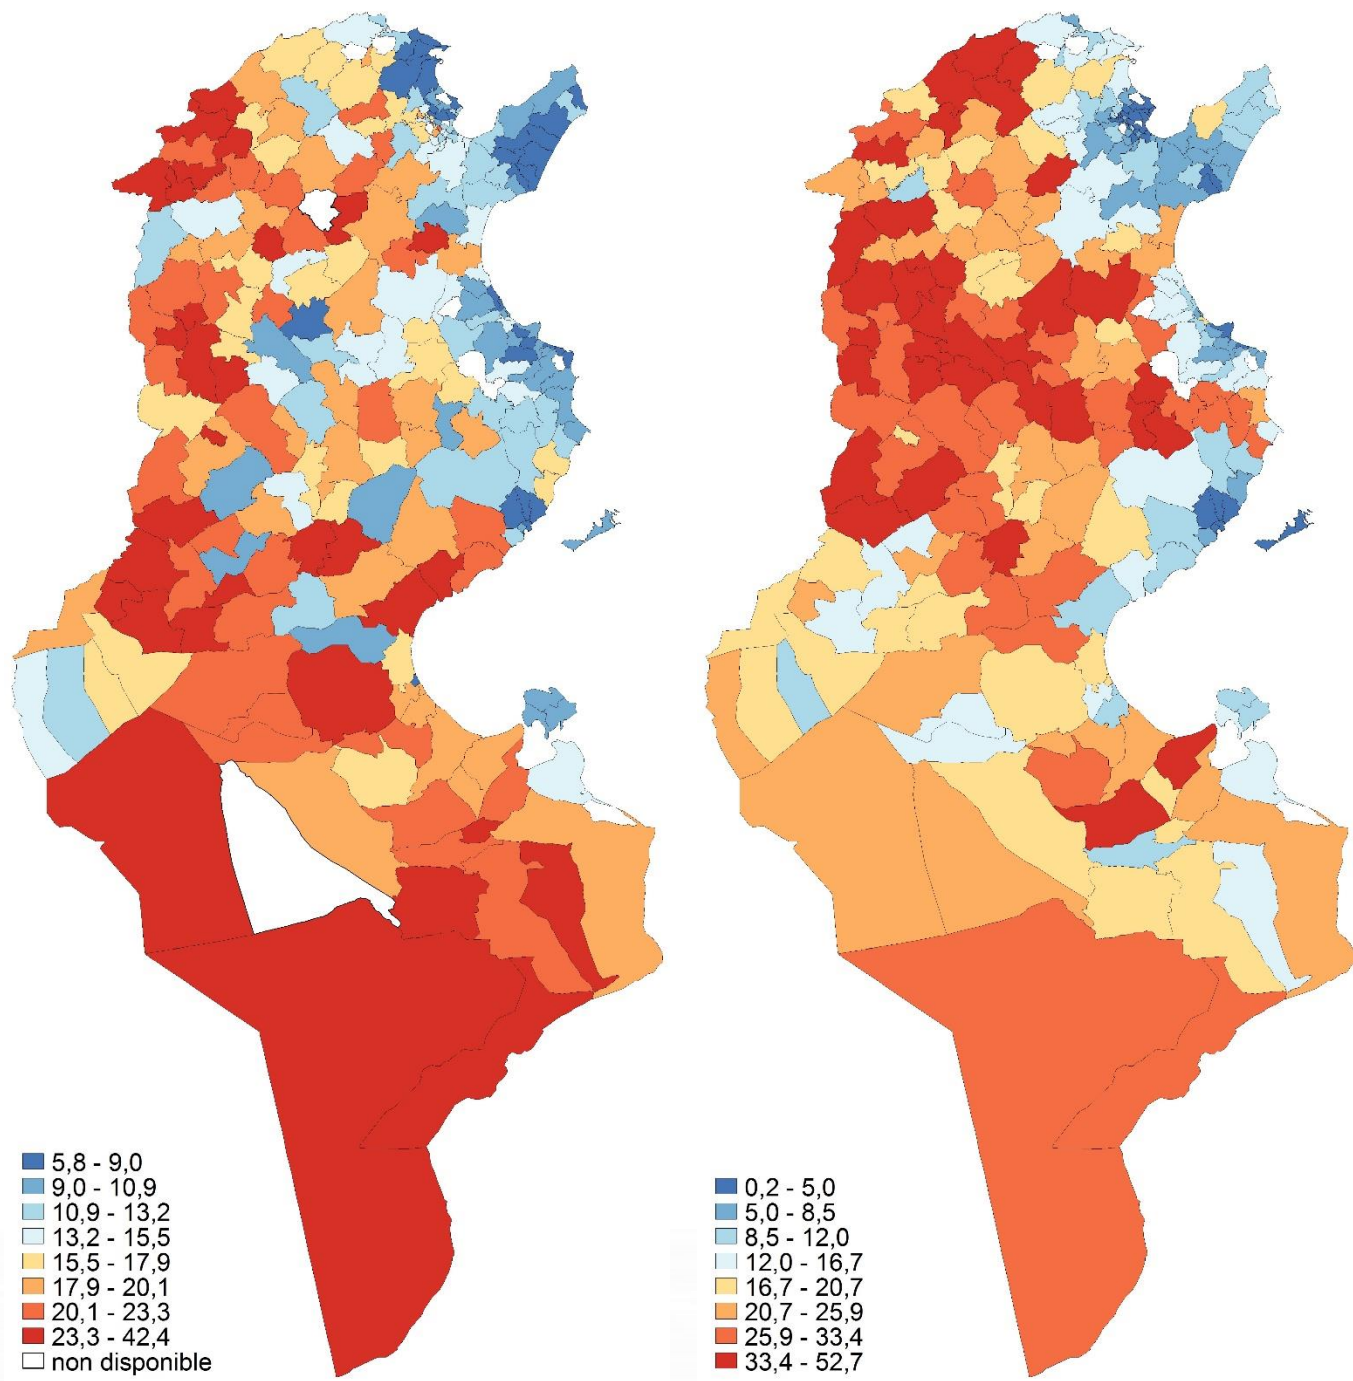 5,8 - 9,0
9,0 - 10,9
10,9 - 13,2
13,2 - 15,5
15,5 - 17,9
17,9 - 20,1
20,1 - 23,3
23,3 - 42,4
non disponible
0,2 - 5,0
5,0 - 8,5
8,5 - 12,0
12,0 - 16,7
16,7 - 20,7
20,7 - 25,9
25,9 - 33,4
33,4 - 52,7